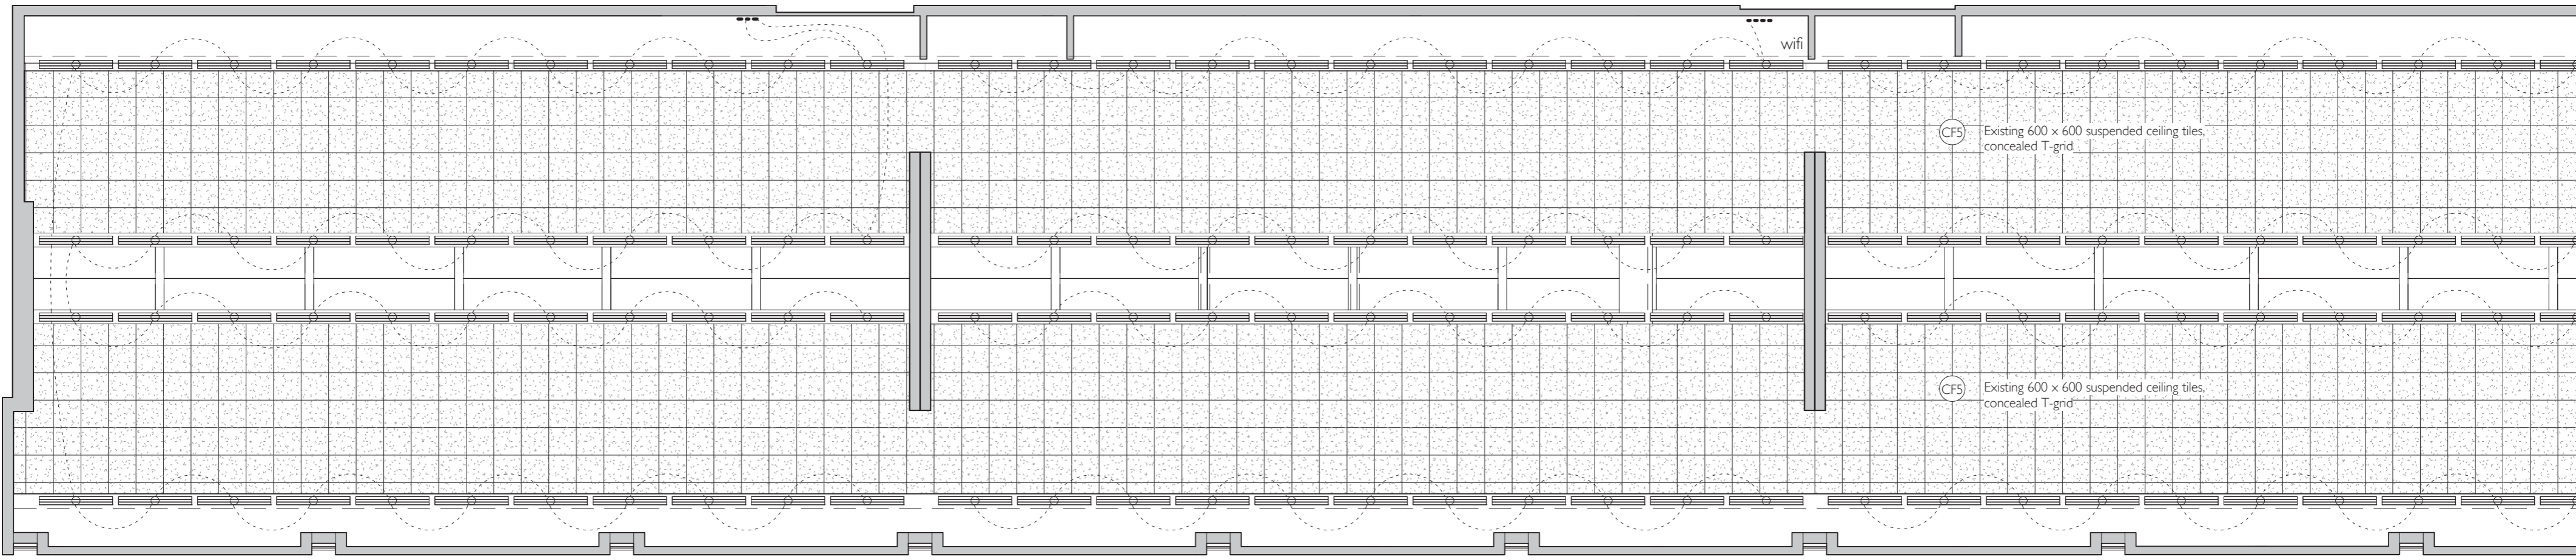 wifi
CF5
Existing 600 x 600 suspended ceiling tiles,
concealed T-grid
CF5
Existing 600 x 600 suspended ceiling tiles,
concealed T-grid